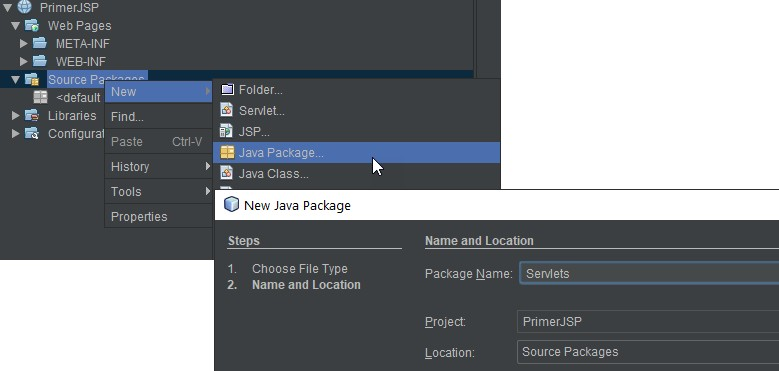 PrimerJSP
Web Pages
META-INF
WEB-INF
Source Packages
<default
Libraries
Configurat
New
Find...
Paste Ctrl-V
History
Tools
Properties
Folder...
Servlet...
JSP...
Java Package...
Java Class...
New Java Package
Steps
1. Choose File Type
2. Name and Location
Name and Location
Package Name: Servlets
Project: PrimerJSP
Location: Source Packages